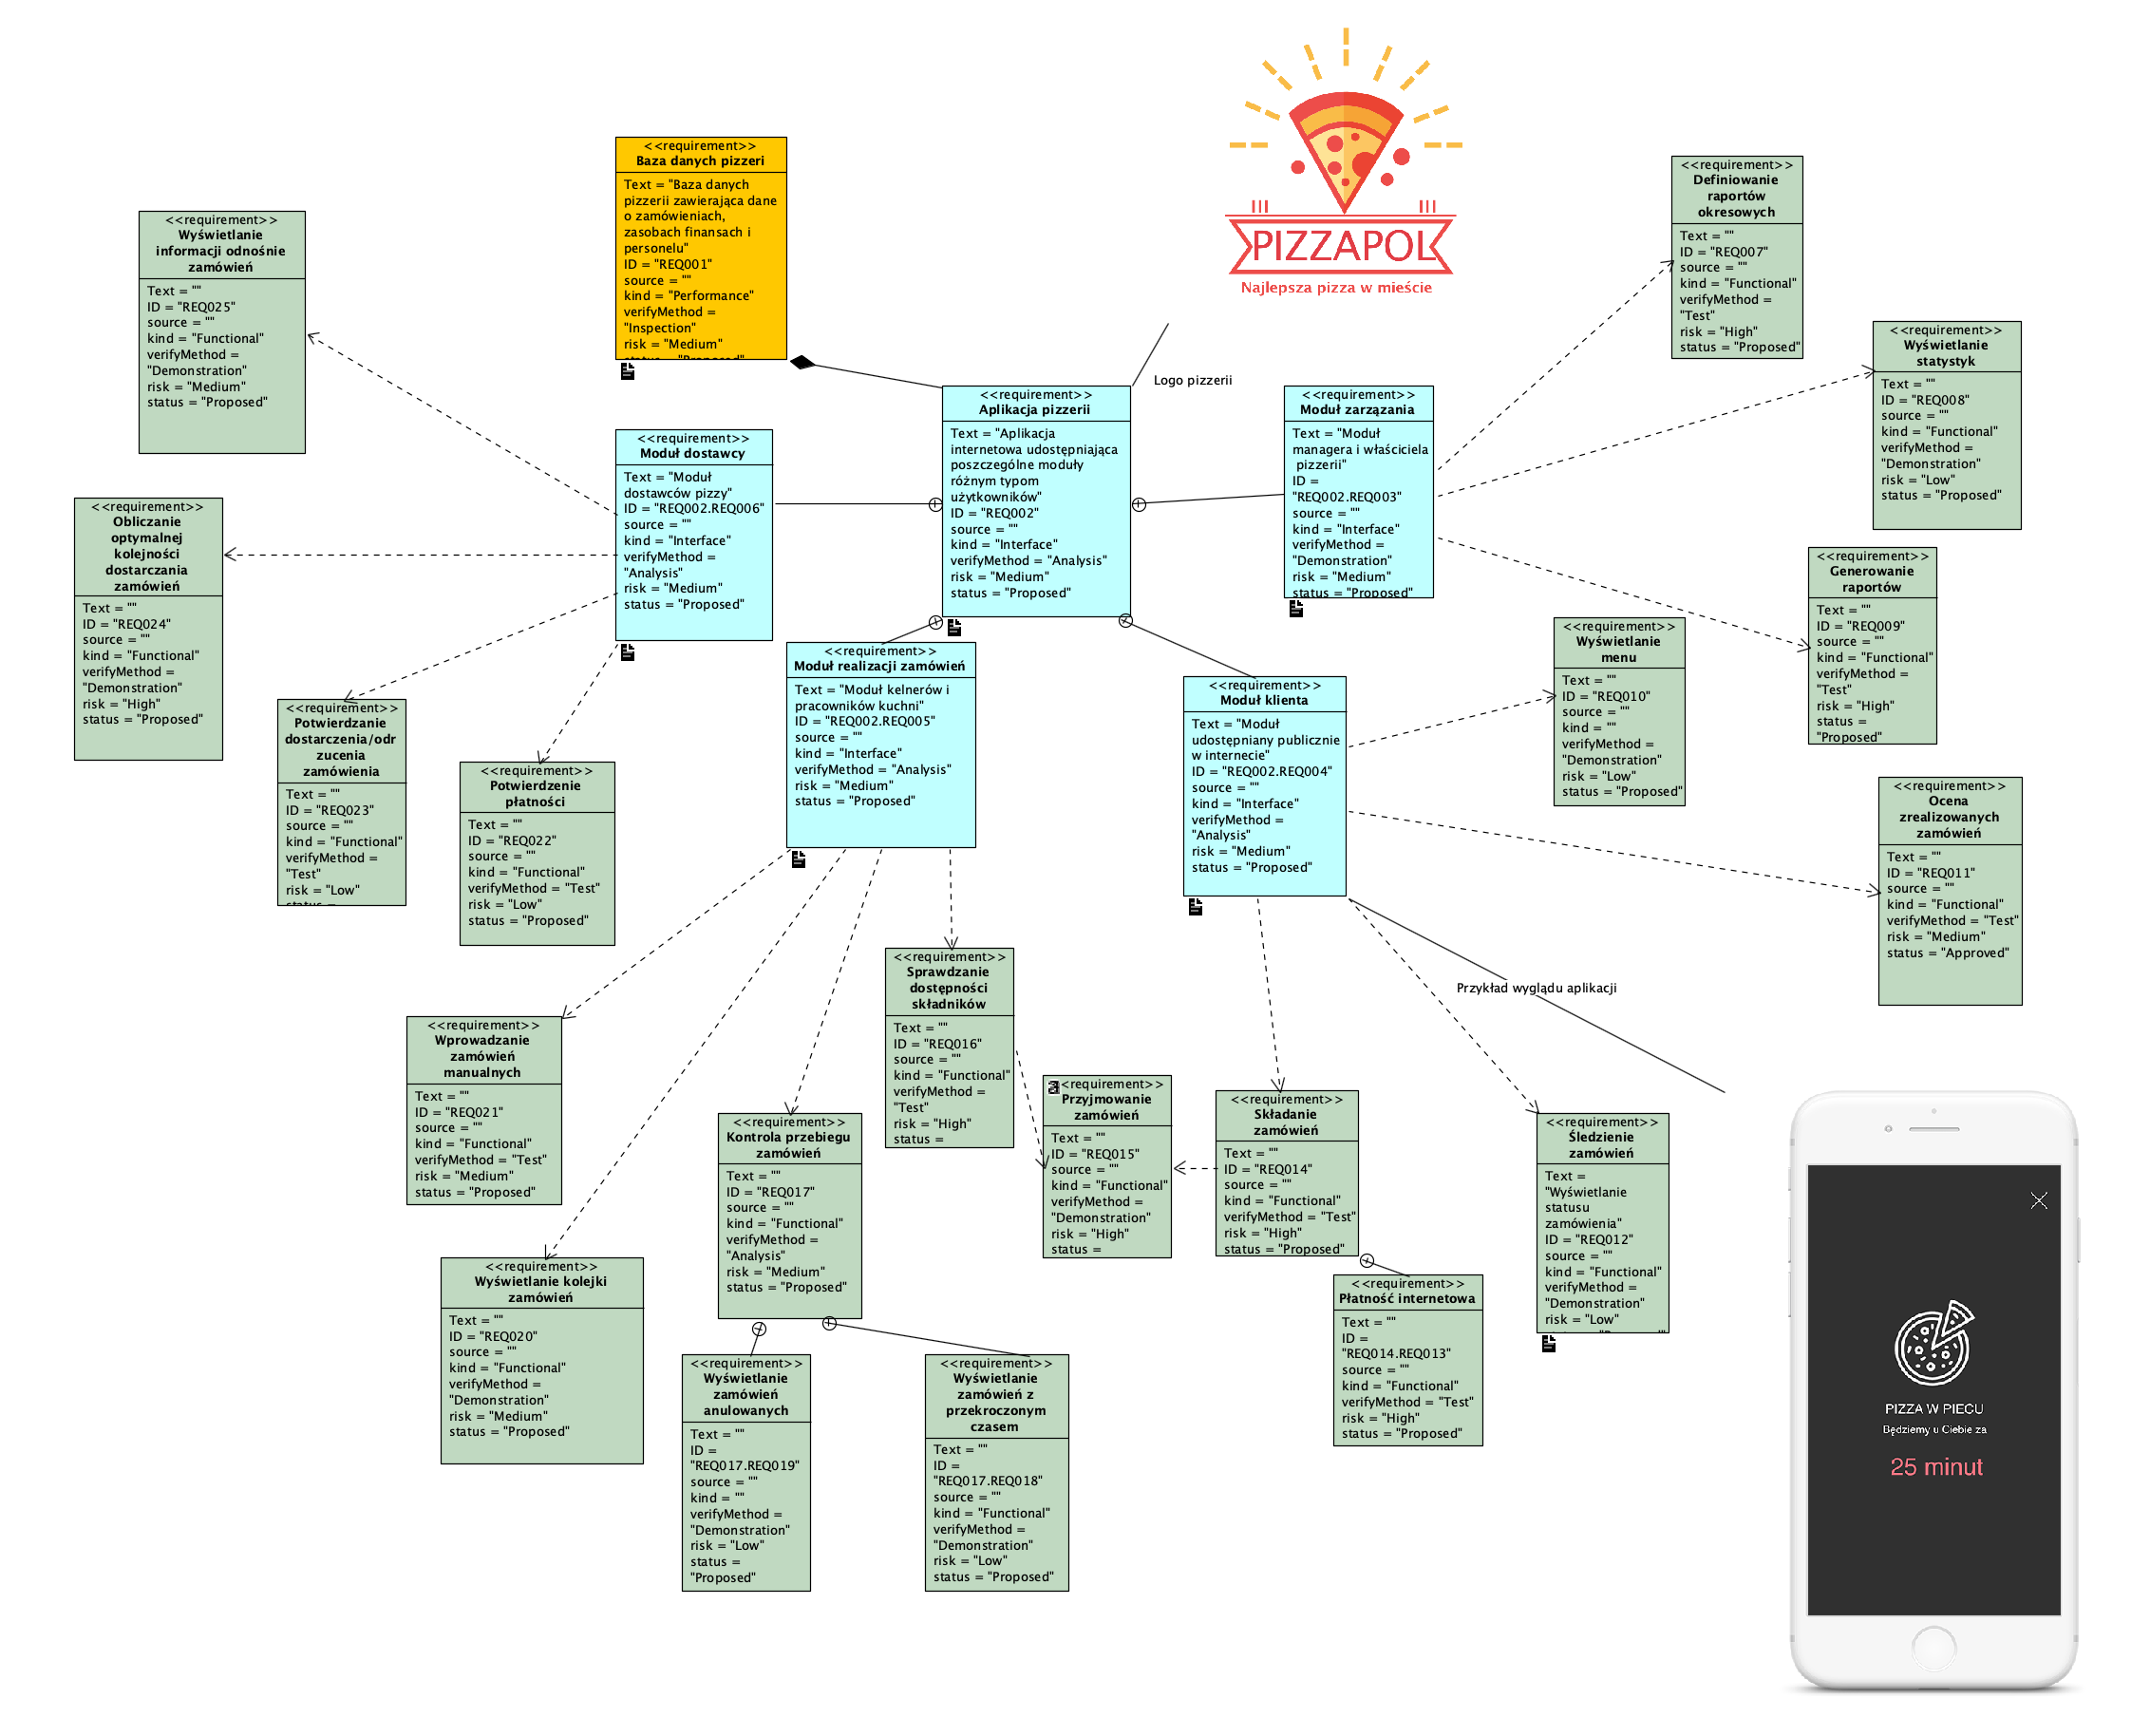 PIZZAPOL
Najlepsza pizza w mieście
Logo pizzerii
<<requirement>>
Baza danych pizzeri
Text = "Baza danych
pizzerii zawierająca dane
o zamówieniach,
zasobach finansach i
personelu"
ID = "REQ001"
source = ""
kind = "Performance"
verifyMethod =
"Inspection"
risk = "Medium"
status = "Proposed"
<<requirement>>
Definiowanie
raportów
okresowych
Text = ""
ID = "REQ007"
source = ""
kind = "Functional"
verifyMethod =
"Test"
risk = "High"
status = "Proposed"
<<requirement>>
Wyświetlanie
informacji odnośnie
zamówień
Text = ""
ID = "REQ025"
source = ""
kind = "Functional"
verifyMethod =
"Demonstration"
risk = "Medium"
status = "Proposed"
<<requirement>>
Wyświetlanie
statystyk
Text = ""
ID = "REQ008"
source = ""
kind = "Functional"
verifyMethod =
"Demonstration"
risk = "Low"
status = "Proposed"
<<requirement>>
Aplikacja pizzerii
Text = "Aplikacja
internetowa udostępniająca
poszczególne moduły
różnym typom
użytkowników"
ID = "REQ002"
source = ""
kind = "Interface"
verifyMethod = "Analysis"
risk = "Medium"
status = "Proposed"
<<requirement>>
Moduł zarządzania
Text = "Moduł
managera i właściciela
pizzerii"
ID =
"REQ002.REQ003"
source = ""
kind = "Interface"
verifyMethod =
"Demonstration"
risk = "Medium"
status = "Proposed"
<<requirement>>
Moduł dostawcy
Text = "Moduł
dostawców pizzy"
ID = "REQ002.REQ006"
source = ""
kind = "Interface"
verifyMethod =
"Analysis"
risk = "Medium"
status = "Proposed"
<<requirement>>
Obliczanie
optymalnej
kolejności
dostarczania
zamówień
Text = ""
ID = "REQ024"
source = ""
kind = "Functional"
verifyMethod =
"Demonstration"
risk = "High"
status = "Proposed"
<<requirement>>
Generowanie
raportów
Text = ""
ID = "REQ009"
source = ""
kind = "Functional"
verifyMethod =
"Test"
risk = "High"
status =
"Proposed"
<<requirement>>
Wyświetlanie
menu
Text = ""
ID = "REQ010"
source = ""
kind = ""
verifyMethod =
"Demonstration"
risk = "Low"
status = "Proposed"
<<requirement>>
Moduł realizacji zamówień
Text = "Moduł kelnerów i
pracowników kuchni"
ID = "REQ002.REQ005"
source = ""
kind = "Interface"
verifyMethod = "Analysis"
risk = "Medium"
status = "Proposed"
<<requirement>>
Moduł klienta
Text = "Moduł
udostępniany publicznie
w internecie"
ID = "REQ002.REQ004"
source = ""
kind = "Interface"
verifyMethod =
"Analysis"
risk = "Medium"
status = "Proposed"
<<requirement>>
Potwierdzanie
dostarczenia/odr
zucenia
zamówienia
Text = ""
ID = "REQ023"
source = ""
kind = "Functional"
verifyMethod =
"Test"
risk = "Low"
status =
<<requirement>>
Potwierdzenie
płatności
Text = ""
ID = "REQ022"
source = ""
kind = "Functional"
verifyMethod = "Test"
risk = "Low"
status = "Proposed"
<<requirement>>
Ocena
zrealizowanych
zamówień
Text = ""
ID = "REQ011"
source = ""
kind = "Functional"
verifyMethod = "Test"
risk = "Medium"
status = "Approved"
Przykład wyglądu aplikacji
<<requirement>>
Sprawdzanie
dostępności
składników
Text = ""
ID = "REQ016"
source = ""
kind = "Functional"
verifyMethod =
"Test"
risk = "High"
status =
<<requirement>>
Wprowadzanie
zamówień
manualnych
Text = ""
ID = "REQ021"
source = ""
kind = "Functional"
verifyMethod = "Test"
risk = "Medium"
status = "Proposed"
a
<<requirement>>
Przyjmowanie
zamówień
Text = ""
ID = "REQ015"
source = ""
kind = "Functional"
verifyMethod =
"Demonstration"
risk = "High"
status =
<<requirement>>
Składanie
zamówień
Text = ""
ID = "REQ014"
source = ""
kind = "Functional"
verifyMethod = "Test"
risk = "High"
status = "Proposed"
<<requirement>>
Kontrola przebiegu
zamówień
Text = ""
ID = "REQ017"
source = ""
kind = "Functional"
verifyMethod =
"Analysis"
risk = "Medium"
status = "Proposed"
<<requirement>>
Śledzienie
zamówień
Text =
"Wyświetlanie
statusu
zamówienia"
ID = "REQ012"
source = ""
kind = "Functional"
verifyMethod =
"Demonstration"
risk = "Low"
<<requirement>>
Wyświetlanie kolejki
zamówień
Text = ""
ID = "REQ020"
source = ""
kind = "Functional"
verifyMethod =
"Demonstration"
risk = "Medium"
status = "Proposed"
<<requirement>>
Płatność internetowa
Text = ""
ID =
"REQ014.REQ013"
source = ""
kind = "Functional"
verifyMethod = "Test"
risk = "High"
status = "Proposed"
<<requirement>>
Wyświetlanie
zamówień
anulowanych
Text = ""
ID =
"REQ017.REQ019"
source = ""
kind = ""
verifyMethod =
"Demonstration"
risk = "Low"
status =
"Proposed"
<<requirement>>
Wyświetlanie
zamówień z
przekroczonym
czasem
Text = ""
ID =
"REQ017.REQ018"
source = ""
kind = "Functional"
verifyMethod =
"Demonstration"
risk = "Low"
status = "Proposed"
PIZZA W PIECU
Będziemy u Ciebie za
25 minut